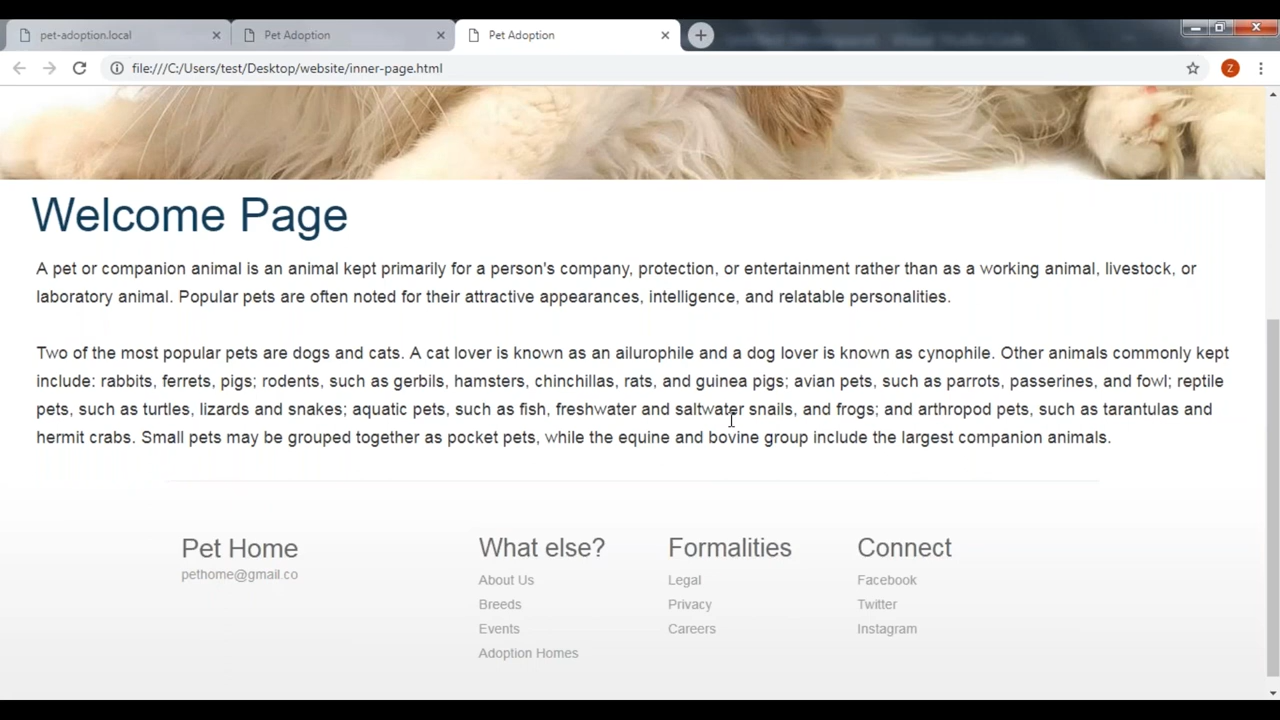 pet-adoption.local
Pet Adoption
Pet Adoption
file:///C:/Users/test/Desktop/website/inner-page.html
Z
Welcome Page
A pet or companion animal is an animal kept primarily for a person's company, protection, or entertainment rather than as a working animal, livestock, or
laboratory animal. Popular pets are often noted for their attractive appearances, intelligence, and relatable personalities.
Two of the most popular pets are dogs and cats. A cat lover is known as an ailurophile and a dog lover is known as cynophile. Other animals commonly kept
include: rabbits, ferrets, pigs; rodents, such as gerbils, hamsters, chinchillas, rats, and guinea pigs; avian pets, such as parrots, passerines, and fowl; reptile
pets, such as turtles, lizards and snakes; aquatic pets, such as fish, freshwater and saltwater snails, and frogs; and arthropod pets, such as tarantulas and
hermit crabs. Small pets may be grouped together as pocket pets, while the equine and bovine group include the largest companion animals.
Pet Home
pethome@gmail.co
What else?
About Us
Breeds
Events
Adoption Homes
Formalities
Legal
Privacy
Careers
Connect
Facebook
Twitter
Instagram